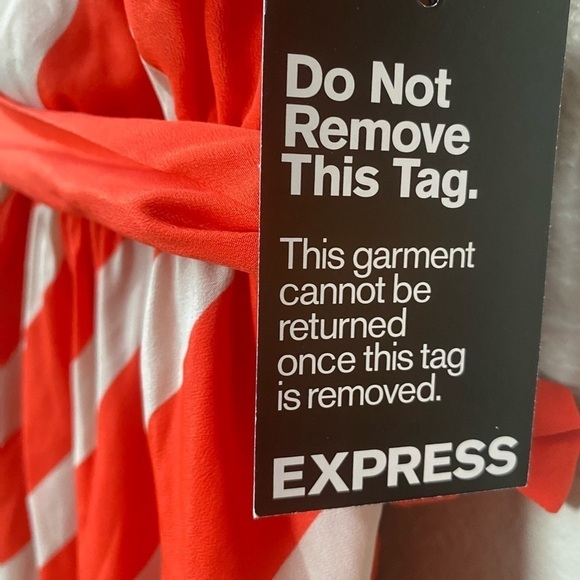 Do Not
Remove
This Tag.
This garment
cannot be
returned
once this tag
is removed.
EXPRESS